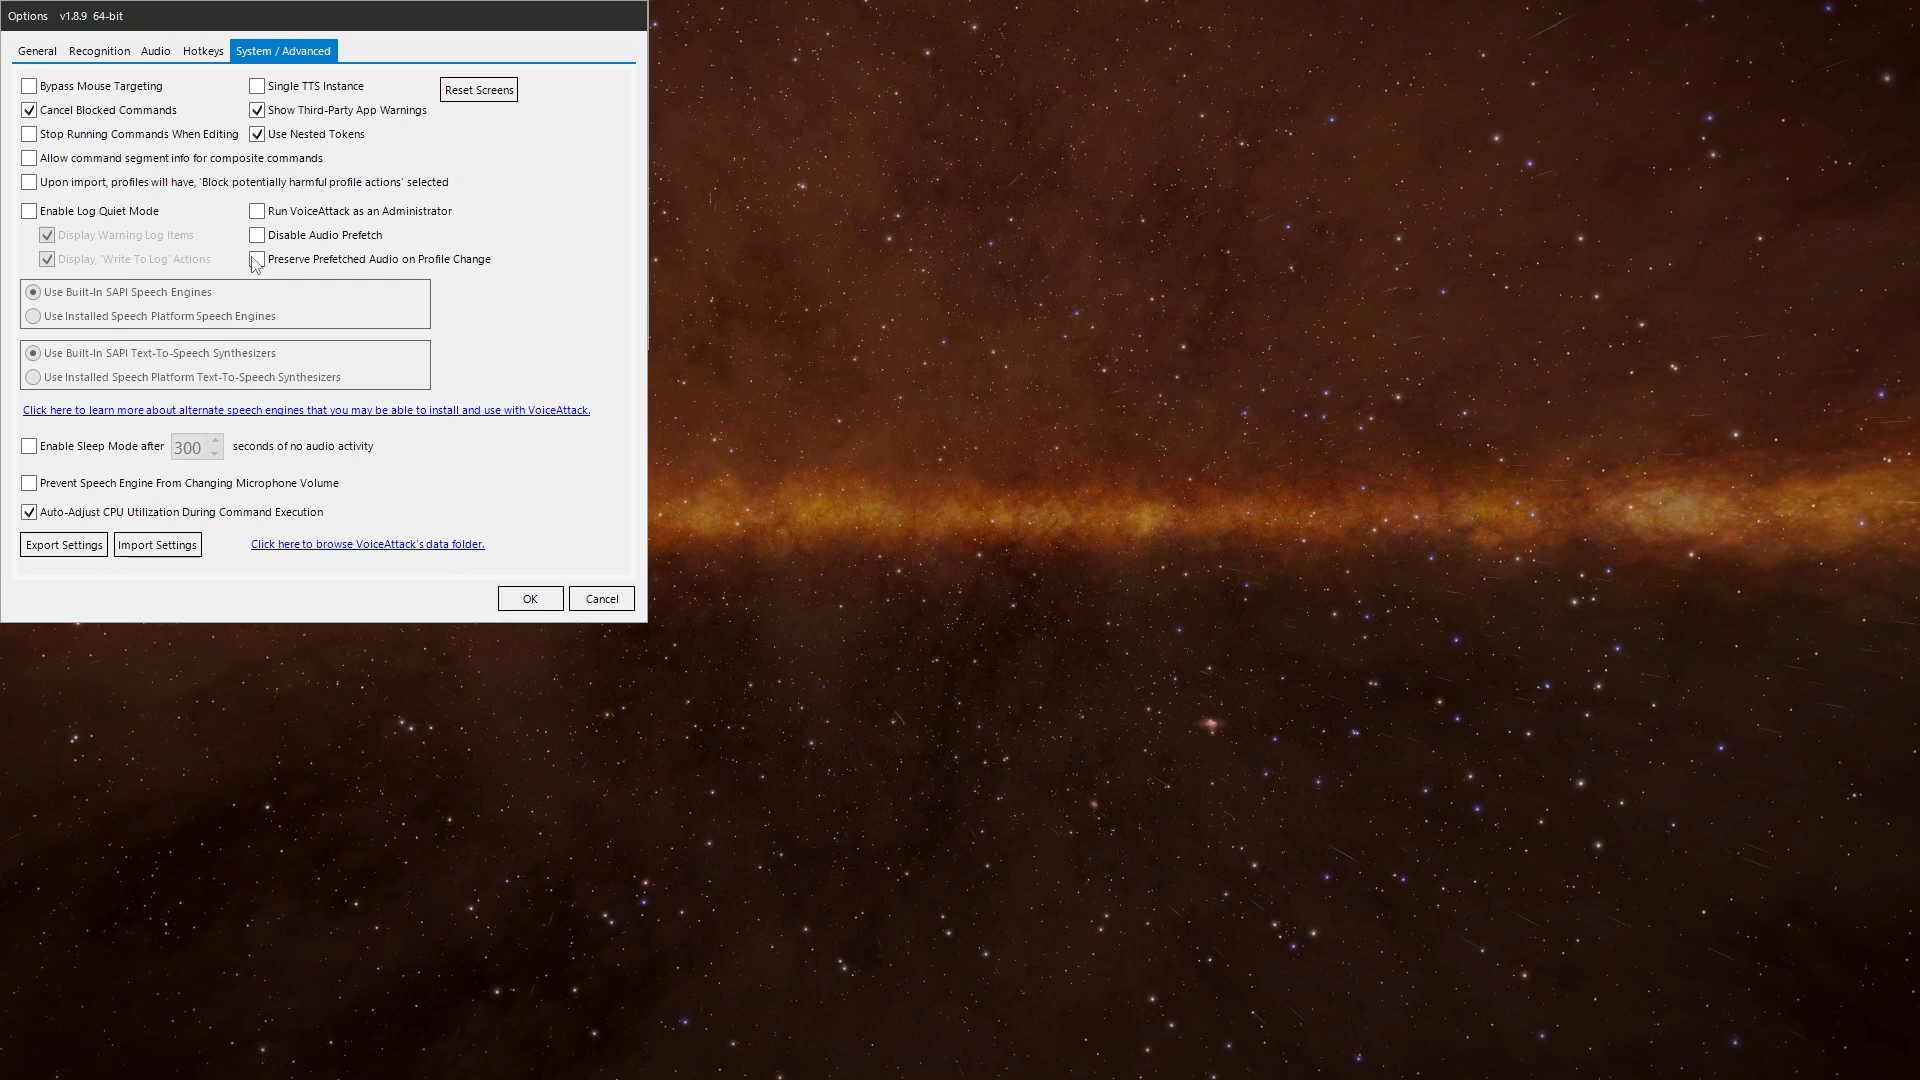 Options v1.8.9 64-bit
General Recognition Audio Hotkeys System / Advanced
Bypass Mouse Targeting Single TTS Instance Reset Screens
Cancel Blocked Commands Show Third-Party App Warnings
Stop Running Commands When Editing Use Nested Tokens
Allow command segment info for composite commands
Upon import, profiles will have, 'Block potentially harmful profile actions' selected
Enable Log Quiet Mode Run VoiceAttack as an Administrator
Display Warning Log Items Disable Audio Prefetch
Display, 'Write To Log' Actions Preserve Prefetched Audio on Profile Change
Use Built-In SAPI Speech Engines
Use Installed Speech Platform Speech Engines
Use Built-In SAPI Text-To-Speech Synthesizers
Use Installed Speech Platform Text-To-Speech Synthesizers
Click here to learn more about alternate speech engines that you may be able to install and use with VoiceAttack.
Enable Sleep Mode after 300 seconds of no audio activity
Prevent Speech Engine From Changing Microphone Volume
Auto-Adjust CPU Utilization During Command Execution
Export Settings Import Settings Click here to browse VoiceAttack's data folder.
OK Cancel